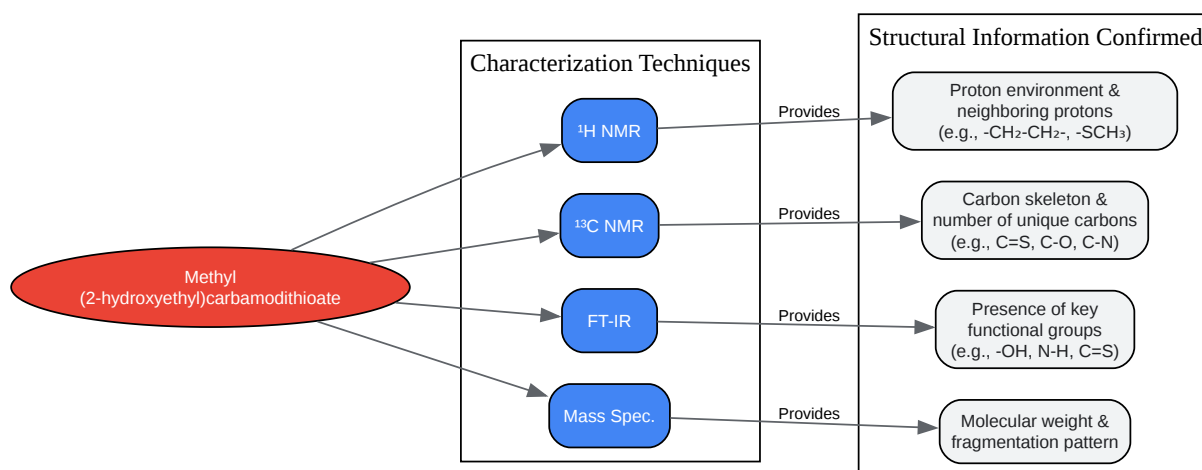 Structural Information Confirmed
Characterization Techniques
Methyl
(2-hydroxyethyl)carbamodithioate
¹H NMR
Provides
Proton environment &
neighboring protons
(e.g., -CH₂-CH₂-, -SCH₃)
¹³C NMR
Provides
Carbon skeleton &
number of unique carbons
(e.g., C=S, C-O, C-N)
FT-IR
Provides
Presence of key
functional groups
(e.g., -OH, N-H, C=S)
Mass Spec.
Provides
Molecular weight &
fragmentation pattern